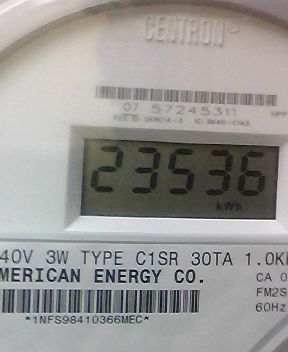 CENTRON®
07 57245311
23536
kWh
40V 3W TYPE C1SR 30TA 1.0K
MERICAN ENERGY CO.
CA 0
FM2S
60Hz
*1NFS98410366MEC*